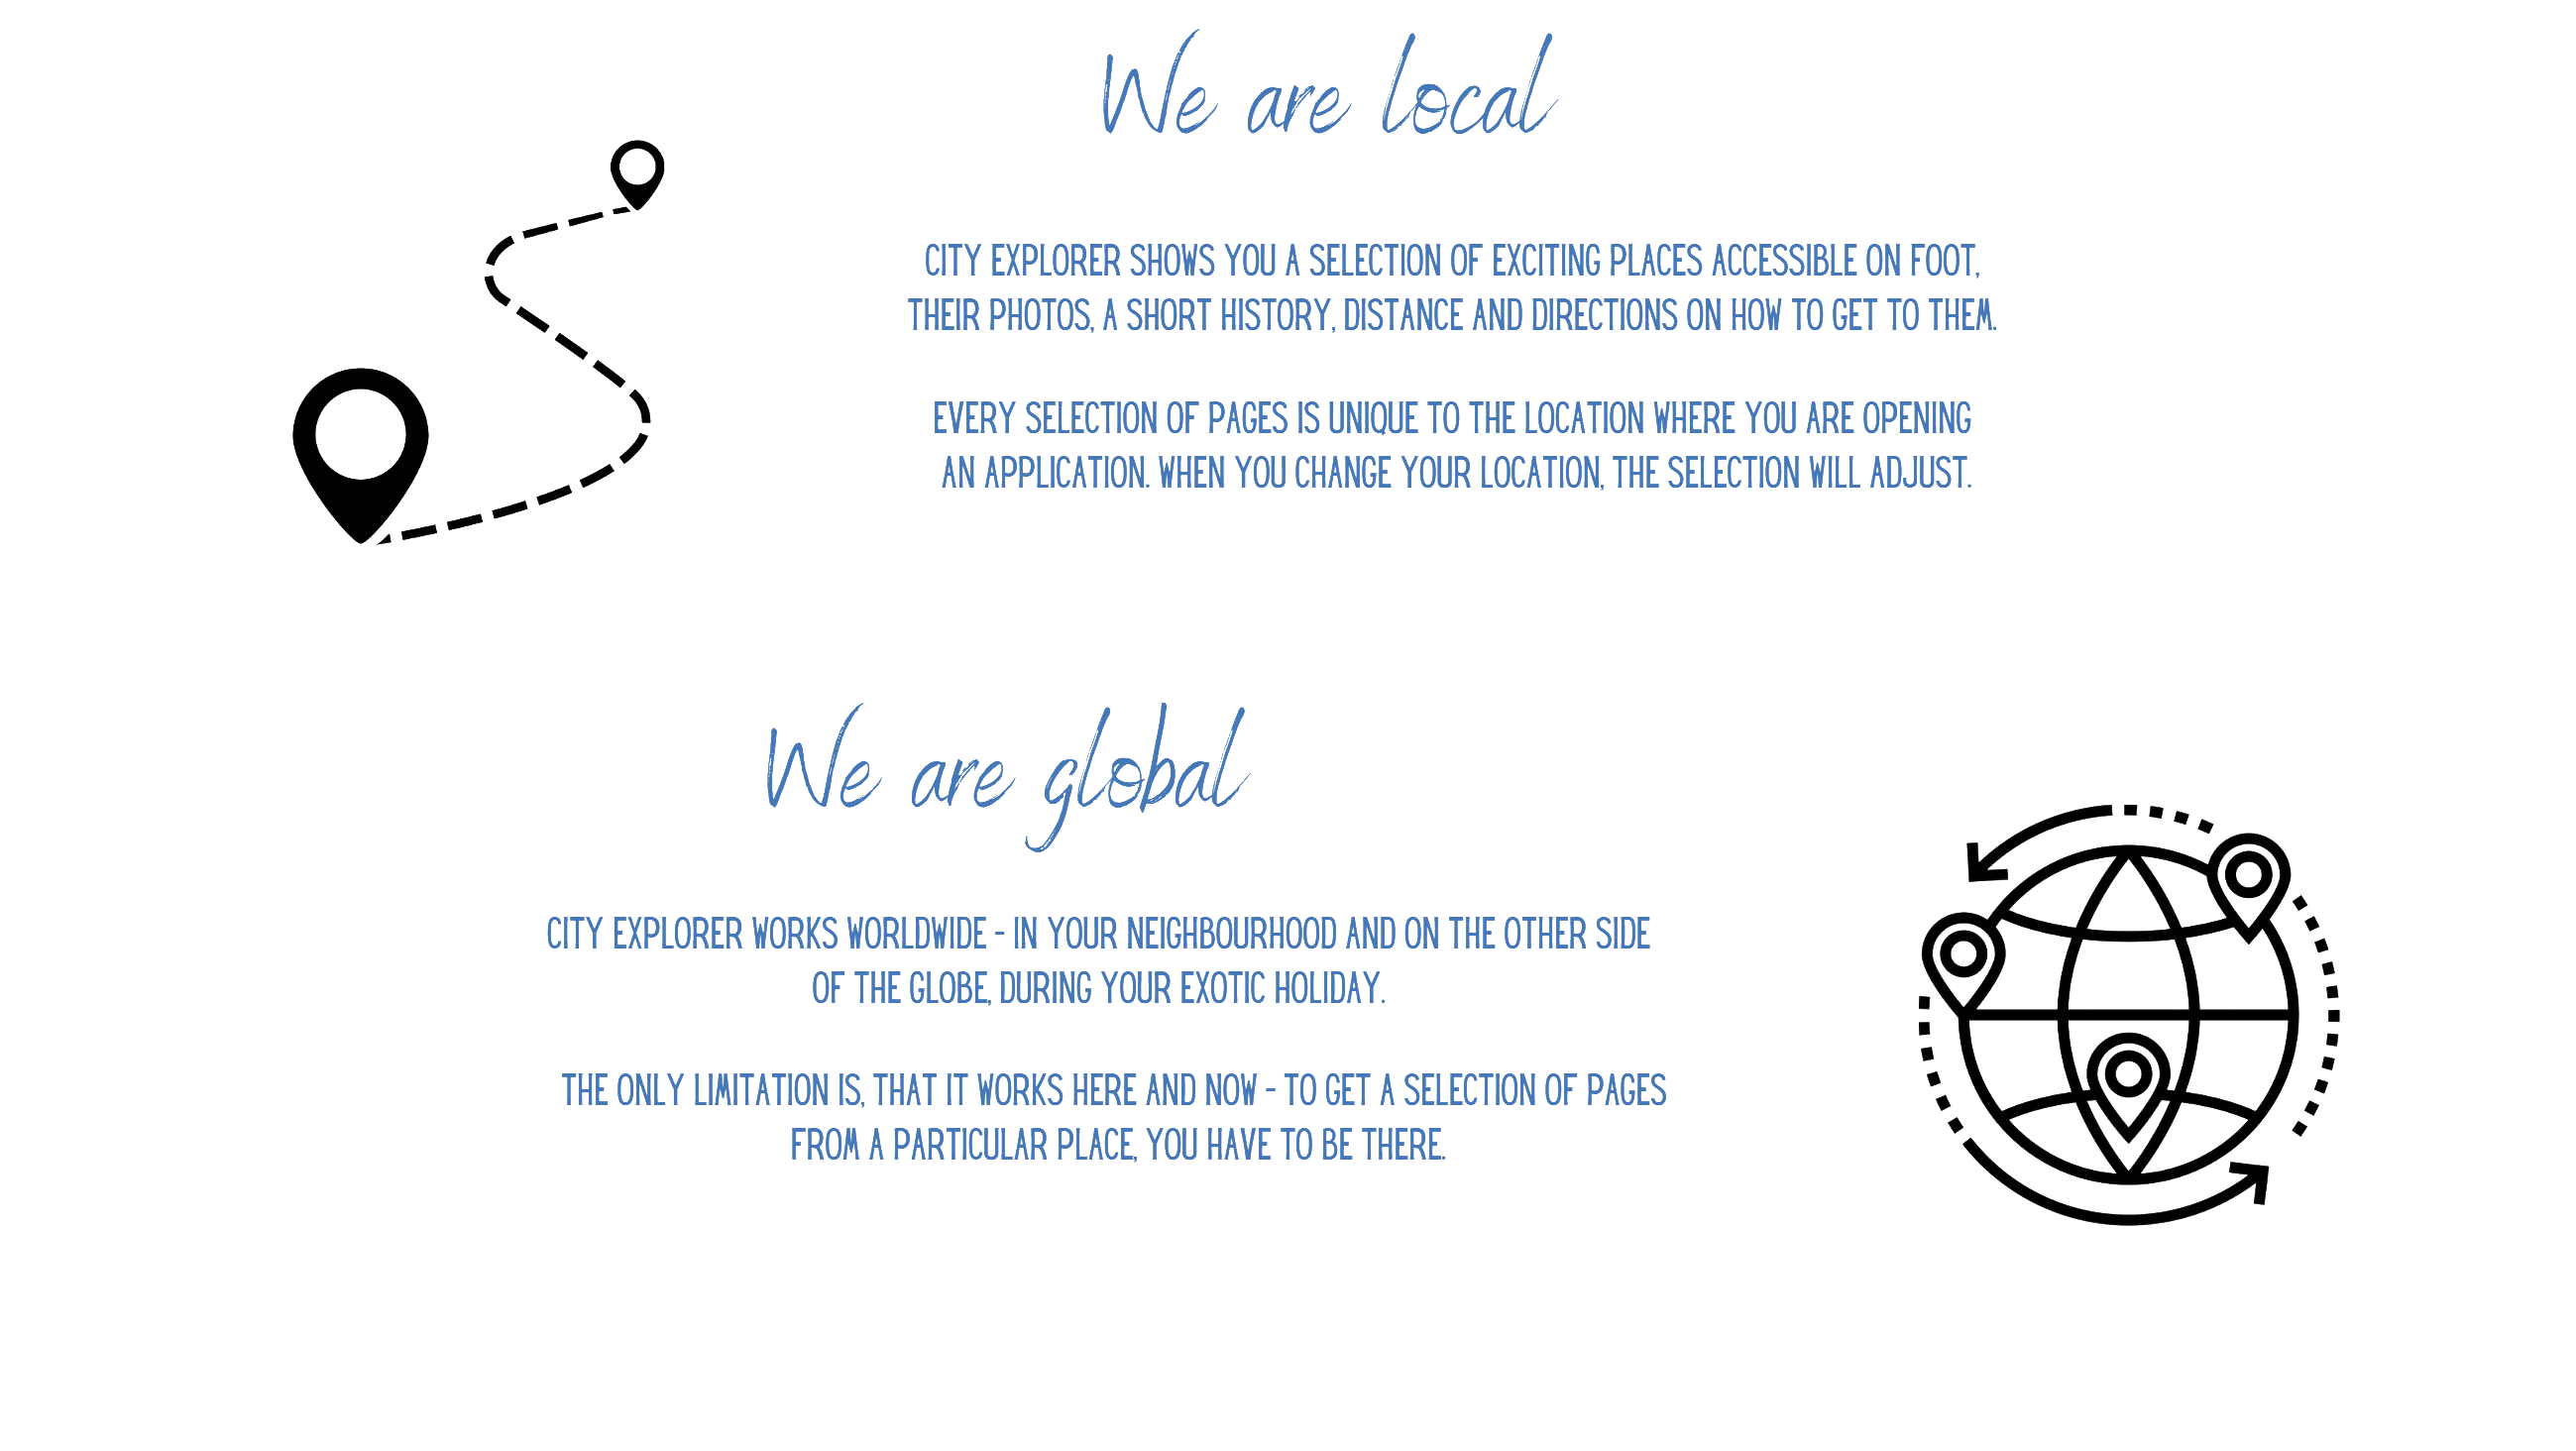 We are local
CITY EXPLORER SHOWS YOU A SELECTION OF EXCITING PLACES ACCESSIBLE ON FOOT,
THEIR PHOTOS, A SHORT HISTORY, DISTANCE AND DIRECTIONS ON HOW TO GET TO THEM.
EVERY SELECTION OF PAGES IS UNIQUE TO THE LOCATION WHERE YOU ARE OPENING
AN APPLICATION. WHEN YOU CHANGE YOUR LOCATION, THE SELECTION WILL ADJUST.
We are global
CITY EXPLORER WORKS WORLDWIDE - IN YOUR NEIGHBOURHOOD AND ON THE OTHER SIDE
OF THE GLOBE, DURING YOUR EXOTIC HOLIDAY.
THE ONLY LIMITATION IS, THAT IT WORKS HERE AND NOW - TO GET A SELECTION OF PAGES
FROM A PARTICULAR PLACE, YOU HAVE TO BE THERE.